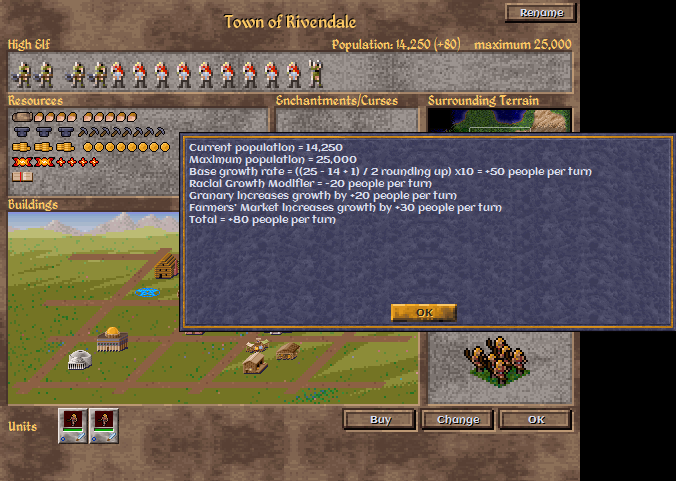 Town of Rivendale
Rename
High Elf
Population: 14,250 (+80) maximum 25,000
Resources
Enchantments/Curses
Surrounding Terrain
Current population = 14,250
Maximum population = 25,000
Base growth rate = ((25 - 14 + 1) / 2 rounding up) x10 = +50 people per turn
Racial Growth Modifier = -20 people per turn
Granary increases growth by +20 people per turn
Farmers' Market increases growth by +30 people per turn
Total = +80 people per turn
OK
Buildings
Units
Buy
Change
OK